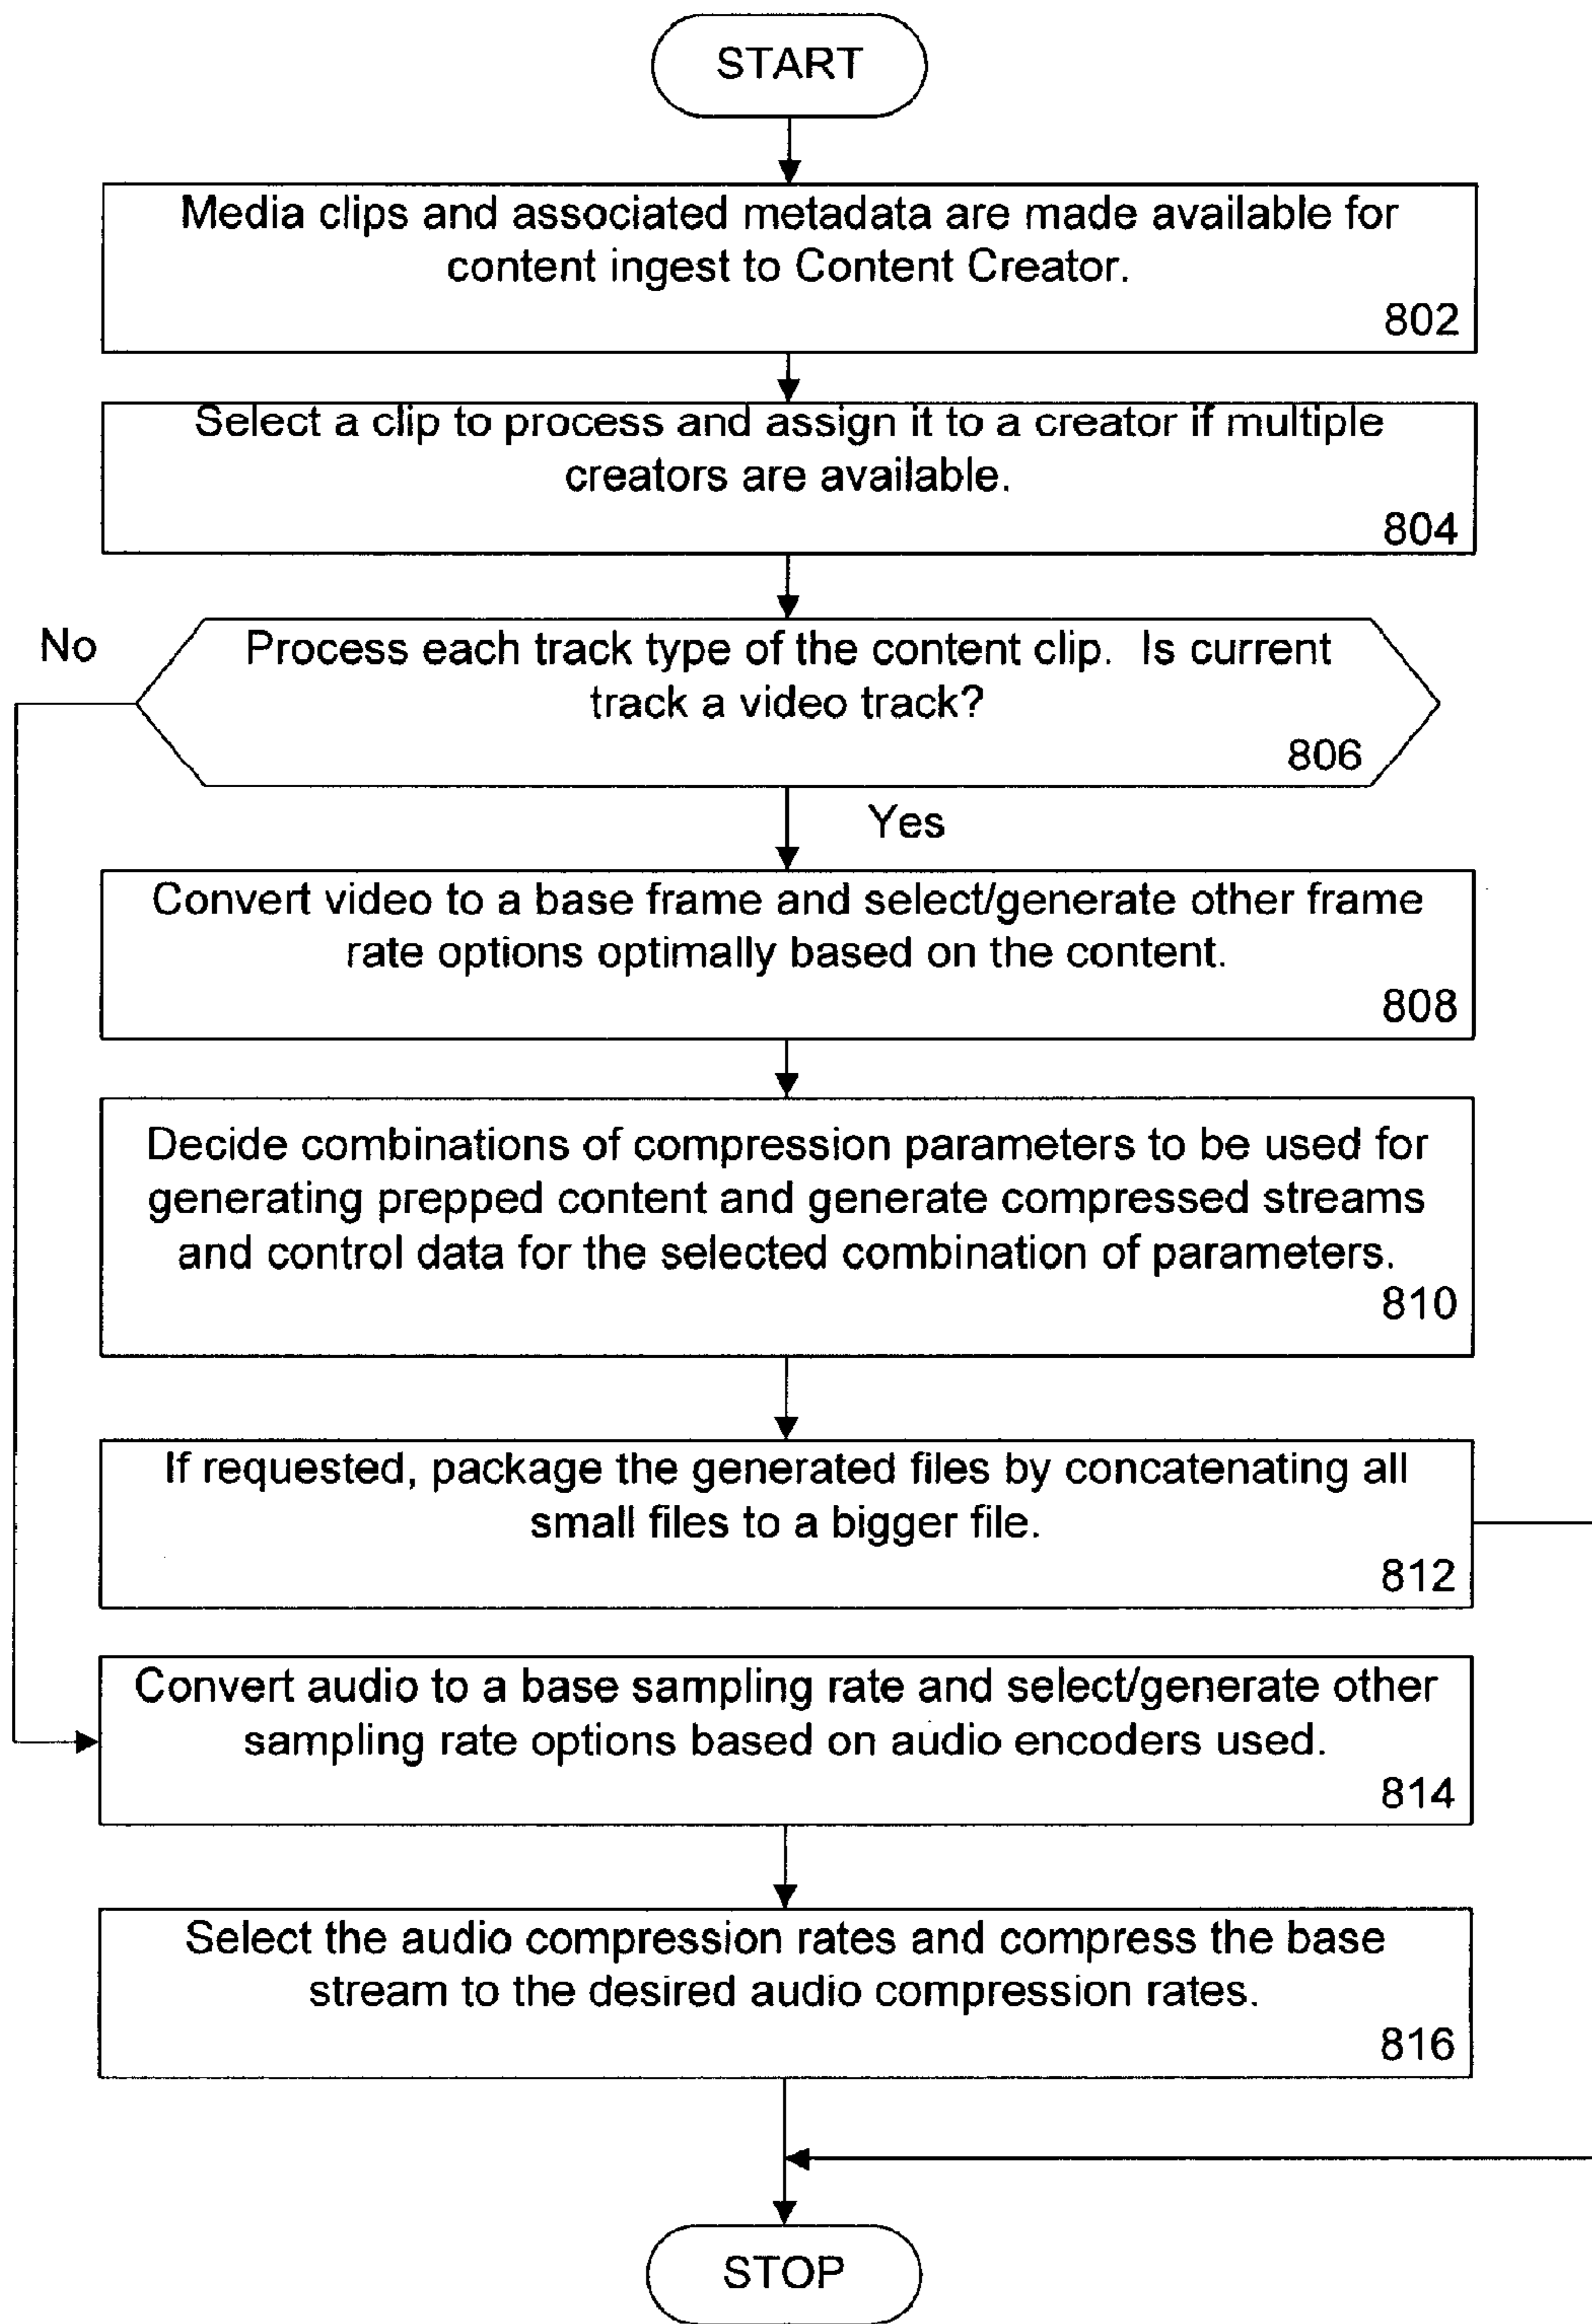 START
Media clips and associated metadata are made available for
content ingest to Content Creator.
802
Select a clip to process and assign it to a creator if multiple
creators are available.
804
No
Process each track type of the content clip.  Is current
track a video track?
806
Yes
Convert video to a base frame and select/generate other frame
rate options optimally based on the content.
808
Decide combinations of compression parameters to be used for
generating prepped content and generate compressed streams
and control data for the selected combination of parameters.
810
If requested, package the generated files by concatenating all
small files to a bigger file.
812
Convert audio to a base sampling rate and select/generate other
sampling rate options based on audio encoders used.
814
Select the audio compression rates and compress the base
stream to the desired audio compression rates.
816
STOP